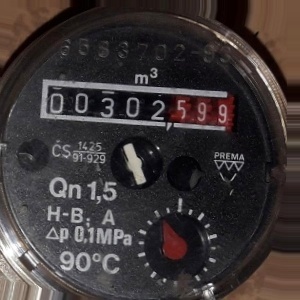 m³
00302,599
ČS 1425
91-929
PREMA
Qn 1,5
H-B; A
Δp 0,1MPa
90°C